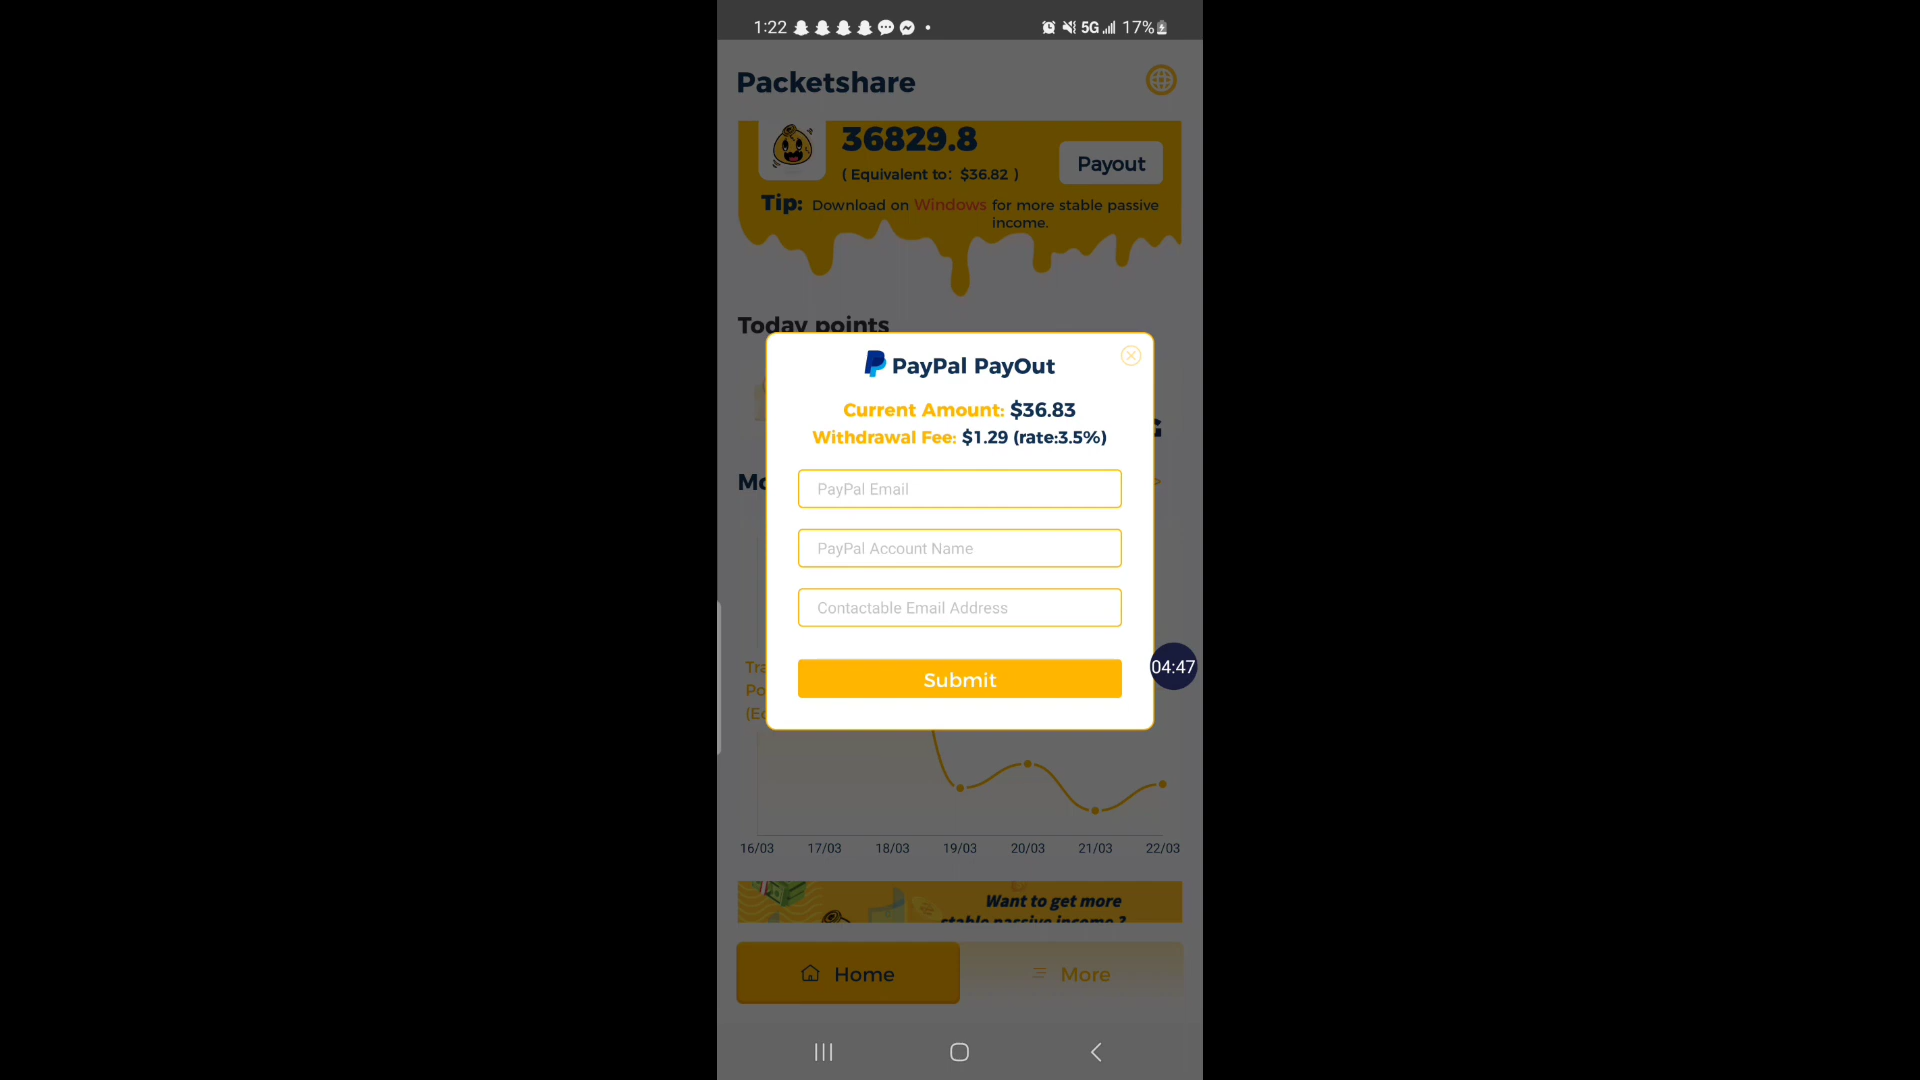 1:22
5G 17%
Packetshare
36829.8
( Equivalent to: $36.82 )
Payout
Tip: Download on Windows for more stable passive
income.
Today points
PayPal PayOut
Current Amount: $36.83
Withdrawal Fee: $1.29 (rate:3.5%)
PayPal Email
PayPal Account Name
Contactable Email Address
04:47
Submit
16/03 17/03 18/03 19/03 20/03 21/03 22/03
Want to get more
stable passive income ?
Home
More